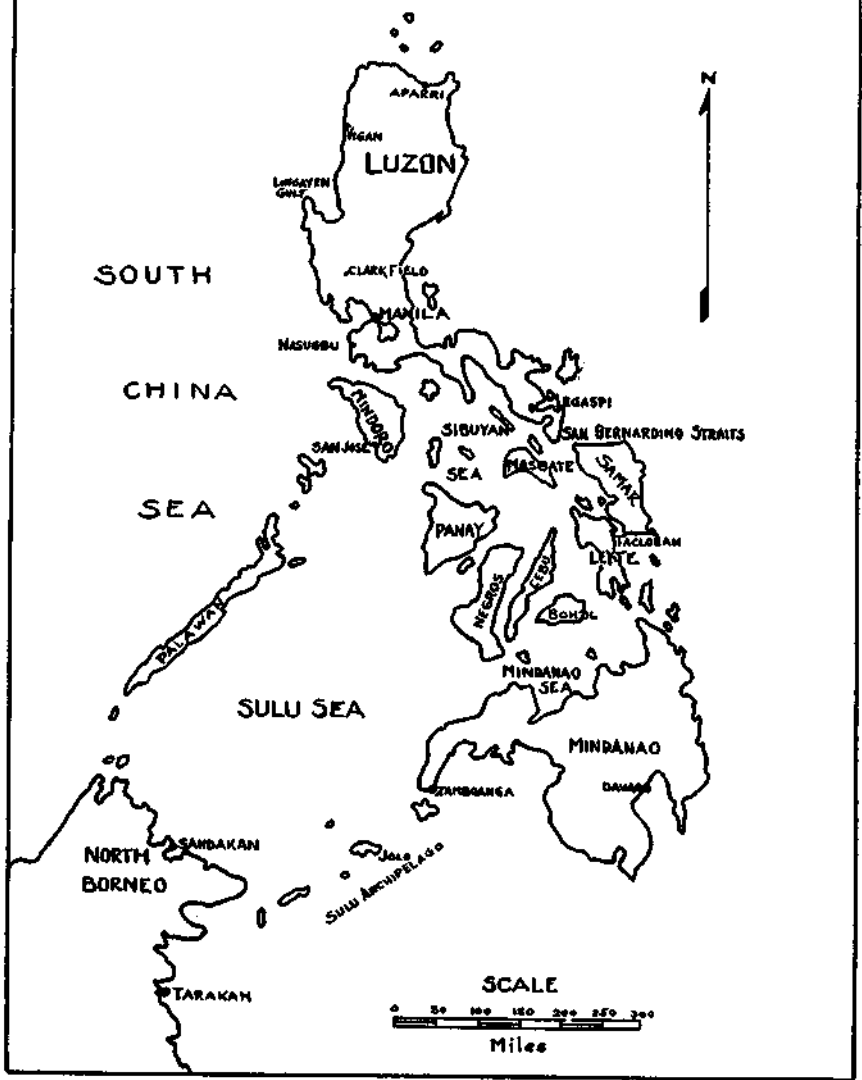 N
APARRI
VIGAN
LUZON
LINGAYEN
GULF
SOUTH
CLARK FIELD
MANILA
NASUGBU
CHINA
MINDORO
LEGASPI
SIBUYAN
SAN BERNARDINO STRAITS
SAN JOSE
SEA
MASBATE
SAMAR
SEA
PANAY
TACLOBAN
LEYTE
CEBU
NEGROS
BOHOL
PALAWAN
MINDANAO
SEA
SULU SEA
MINDANAO
ZAMBOANGA
DAVAO
SANDAKAN
NORTH
BORNEO
JOLO
SULU ARCHIPELAGO
SCALE
TARAKAN
0 50 100 150 200 250 300
Miles